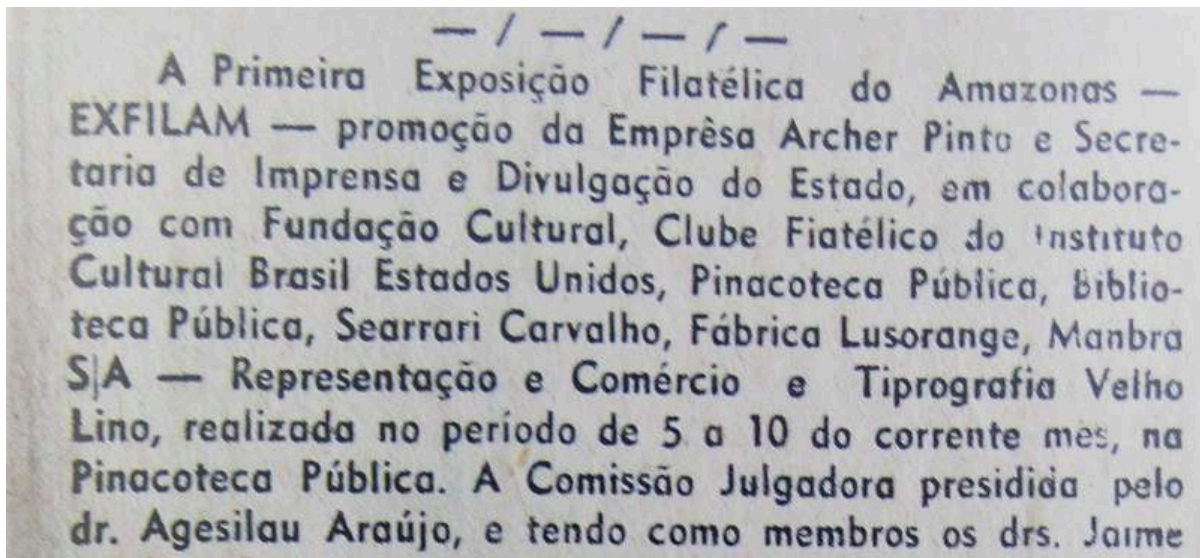 — / — / — / —
A Primeira Exposição Filatélica do Amazonas —
EXFILAM — promoção da Emprêsa Archer Pinto e Secre-
taria de Imprensa e Divulgação do Estado, em colabora-
ção com Fundação Cultural, Clube Fiatélico do Instituto
Cultural Brasil Estados Unidos, Pinacoteca Pública, Biblio-
teca Pública, Searrari Carvalho, Fábrica Lusorange, Manbra
S|A — Representação e Comércio e Tiprografia Velho
Lino, realizada no período de 5 a 10 do corrente mês, na
Pinacoteca Pública. A Comissão Julgadora presidida pelo
dr. Agesilau Araújo, e tendo como membros os drs. Jaime